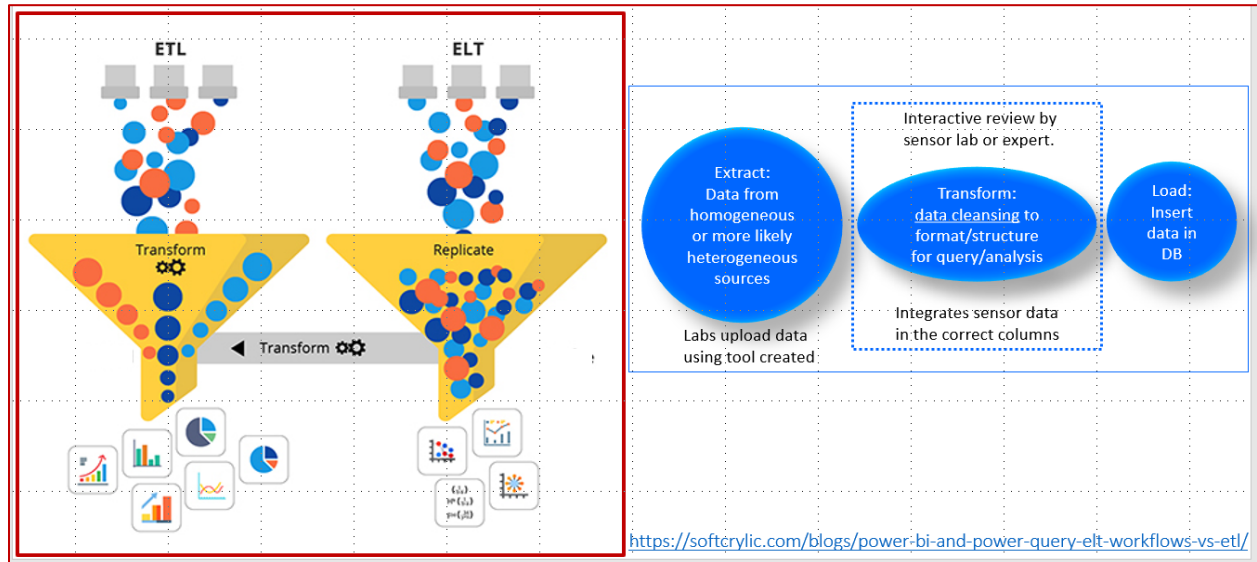 ETL
ELT
Transform
Replicate
Transform
Extract:
Data from
homogeneous
or more likely
heterogeneous
sources
Labs upload data
using tool created
Interactive review by
sensor lab or expert.
Transform:
data cleansing to
format/structure
for query/analysis
Integrates sensor data
in the correct columns
Load:
Insert
data in
DB
https://softcrylic.com/blogs/power-bi-and-power-query-elt-workflows-vs-etl/